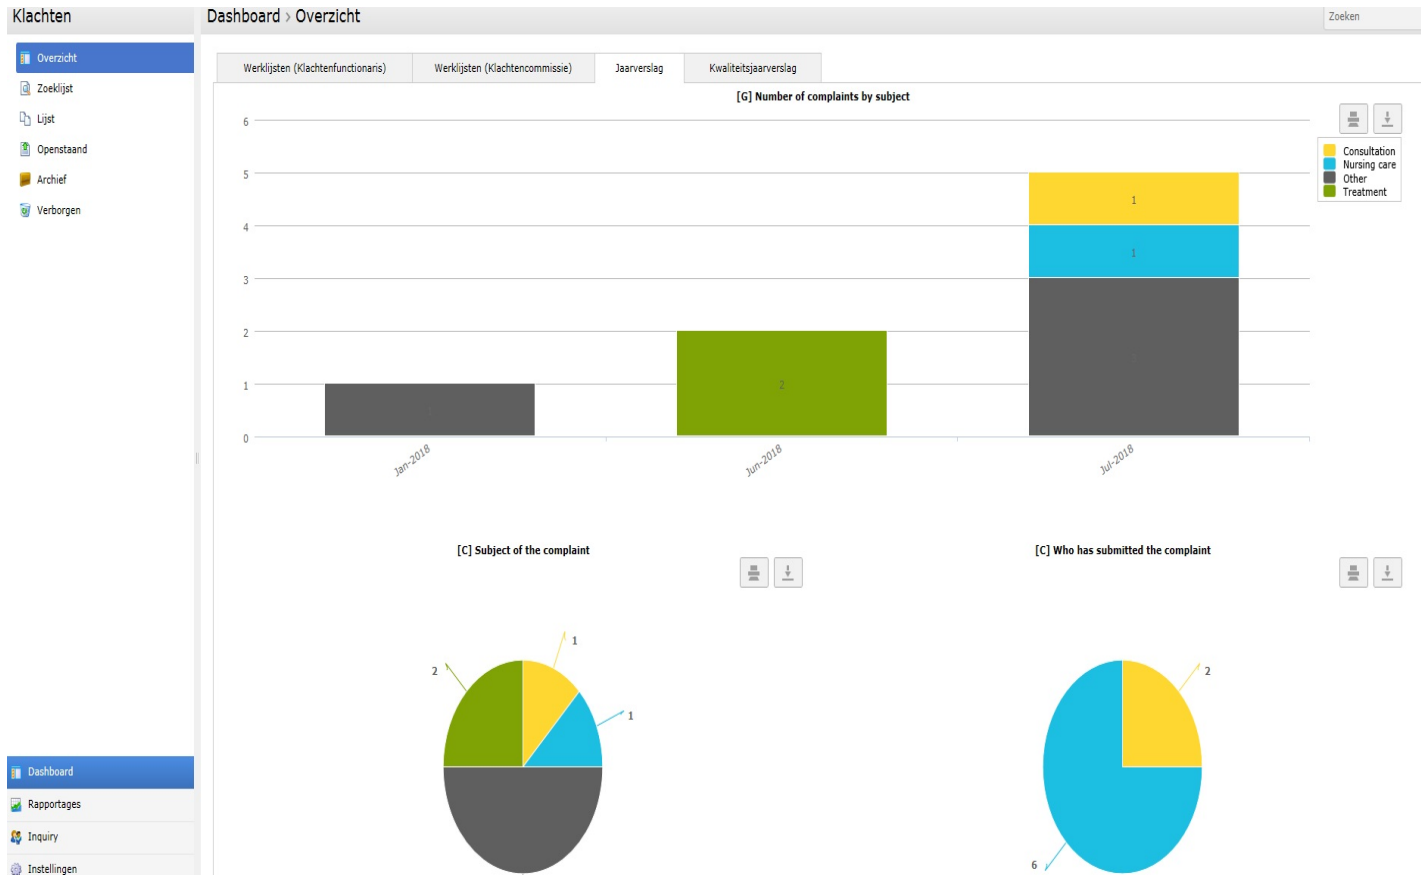 Klachten
Dashboard › Overzicht
Zoeken
Overzicht
Zoeklijst
Lijst
Openstaand
Archief
Verborgen
Werklijsten (Klachtenfunctionaris)
Werklijsten (Klachtencommissie)
Jaarverslag
Kwaliteitsjaarverslag
[G] Number of complaints by subject
6
5
4
3
2
1
0
1
1
2
Jan-2018
Jun-2018
Jul-2018
Consultation
Nursing care
Other
Treatment
[C] Subject of the complaint
1
2
1
[C] Who has submitted the complaint
2
6
Dashboard
Rapportages
Inquiry
Instellingen